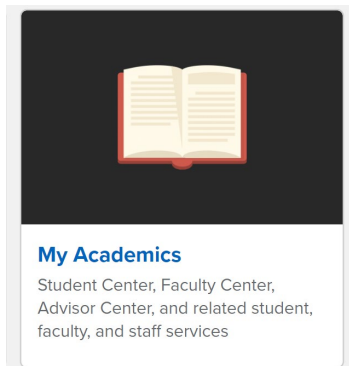 My Academics
Student Center, Faculty Center,
Advisor Center, and related student,
faculty, and staff services